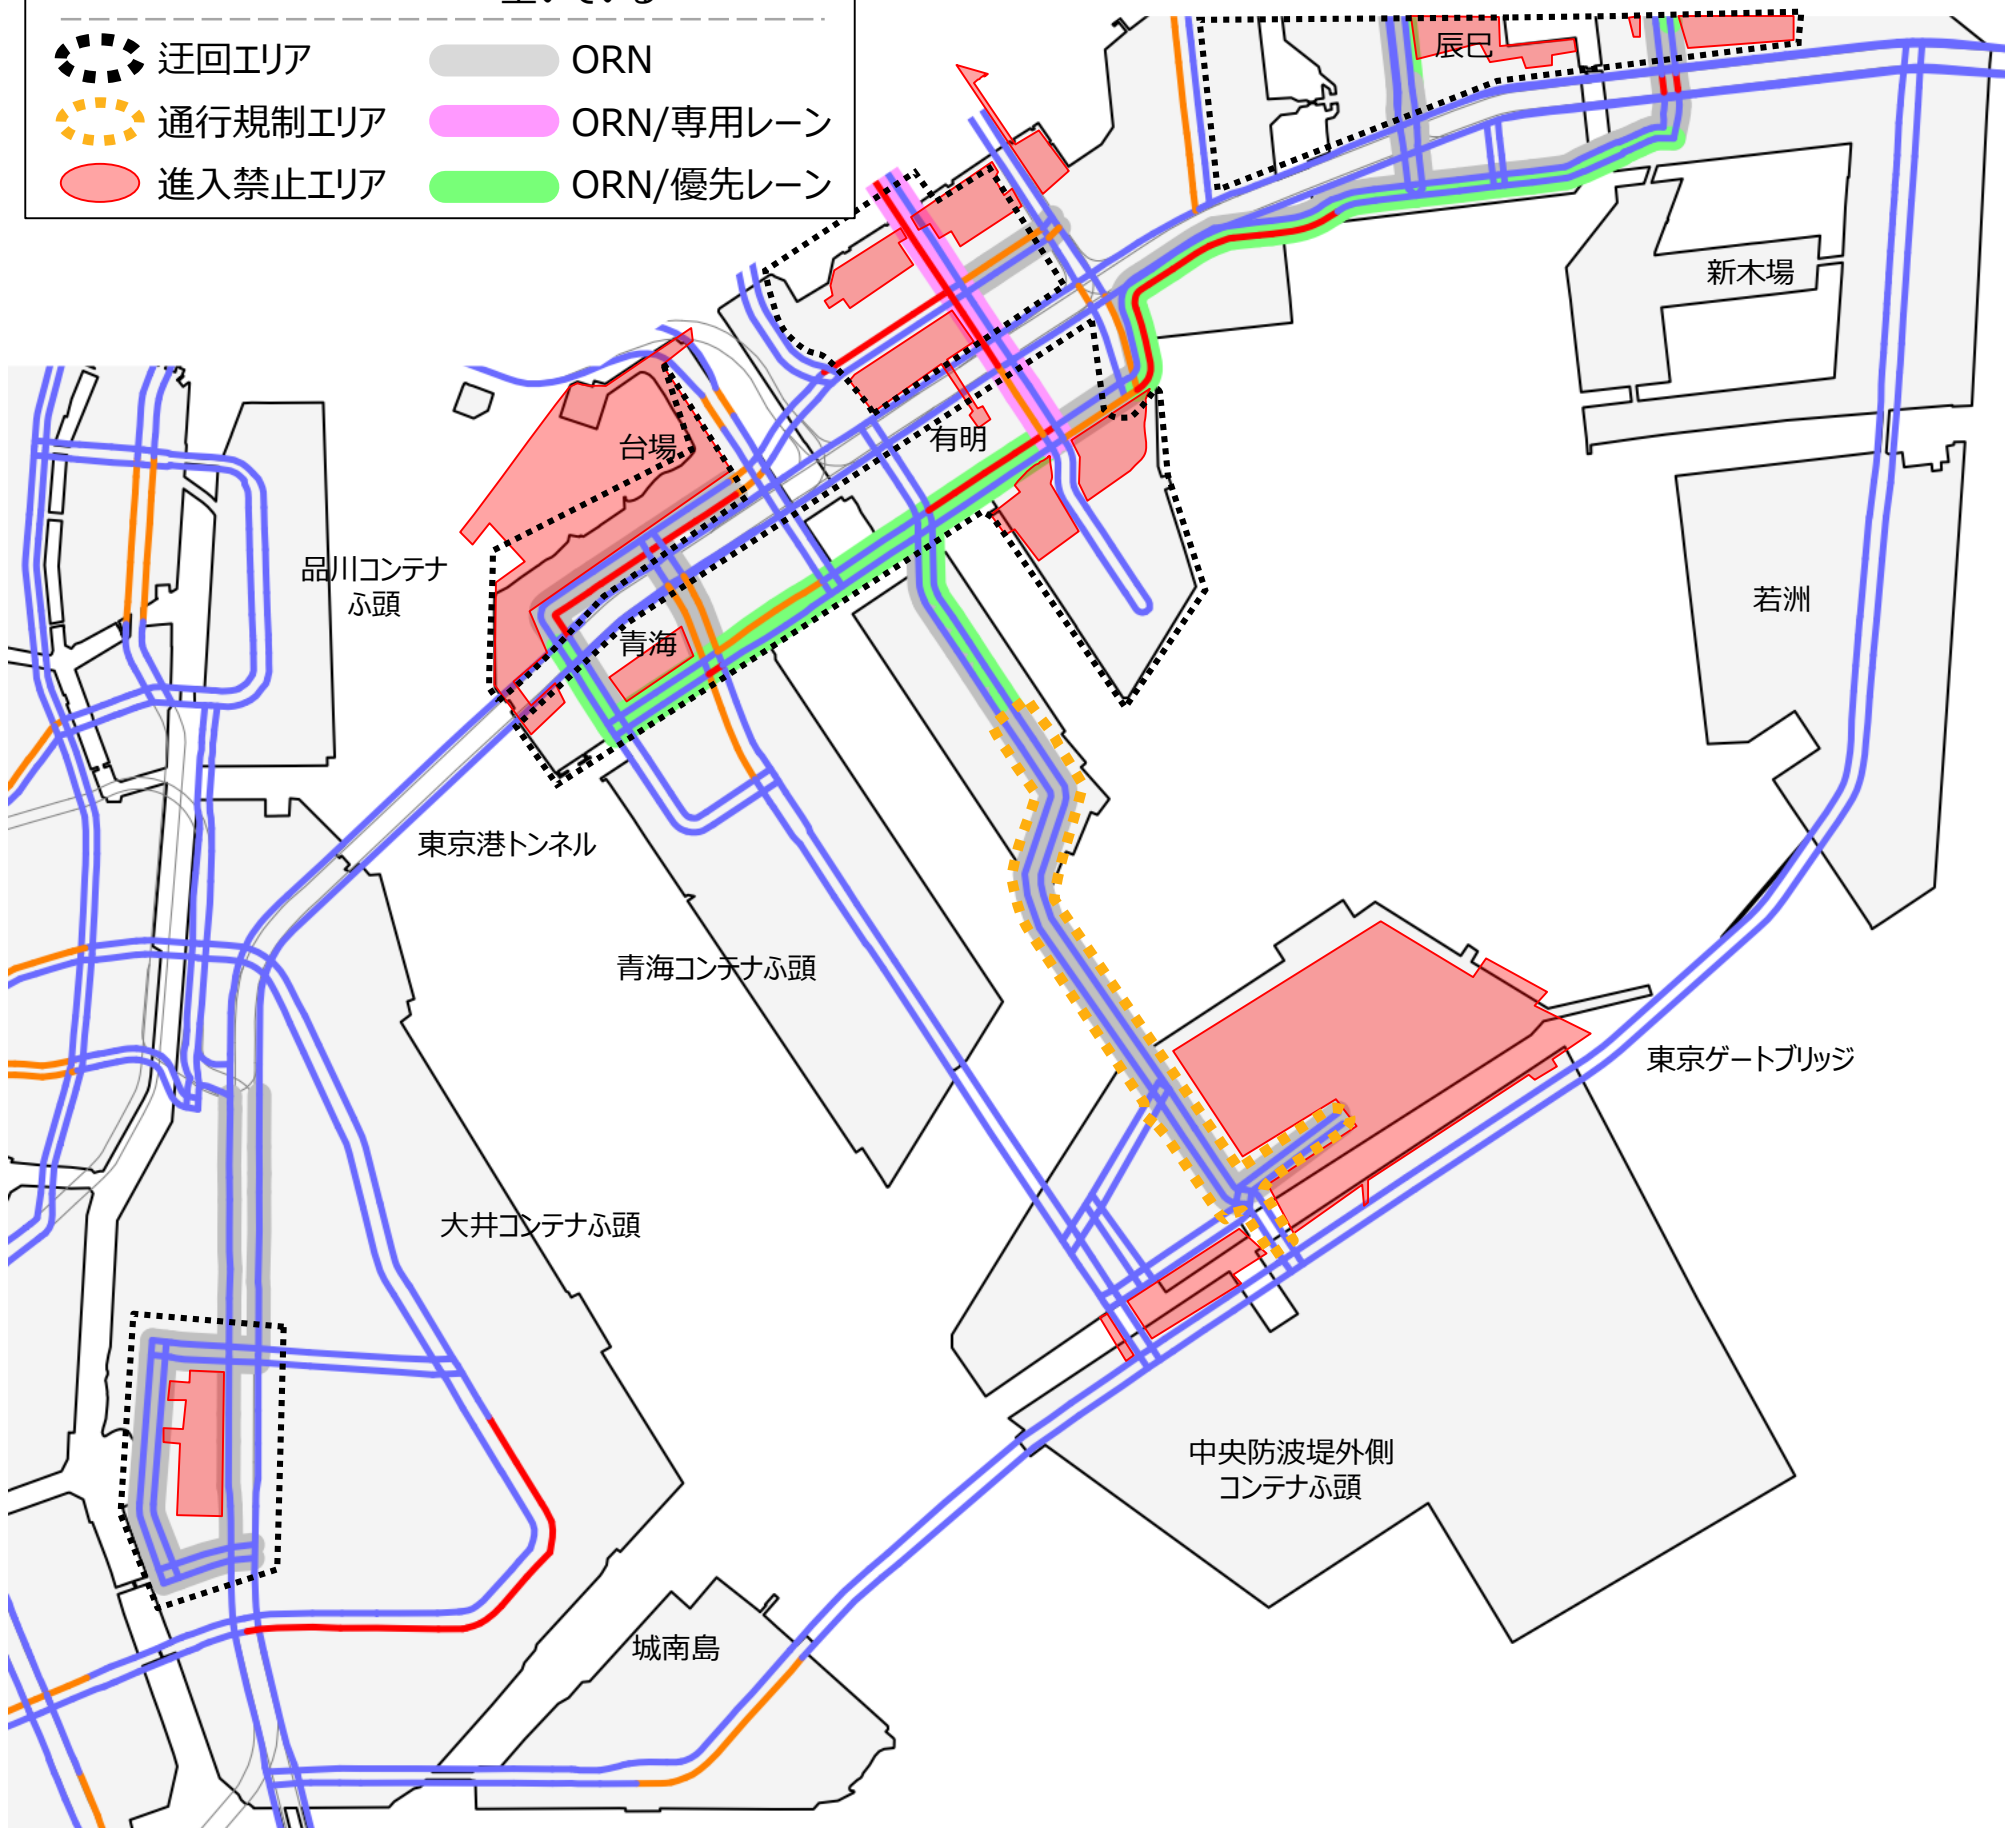 空いている
迂回エリア
ORN
通行規制エリア
ORN/専用レーン
進入禁止エリア
ORN/優先レーン
辰巳
新木場
有明
台場
品川コンテナ
ふ頭
青海
若洲
東京港トンネル
青海コンテナふ頭
東京ゲートブリッジ
大井コンテナふ頭
中央防波堤外側
コンテナふ頭
城南島